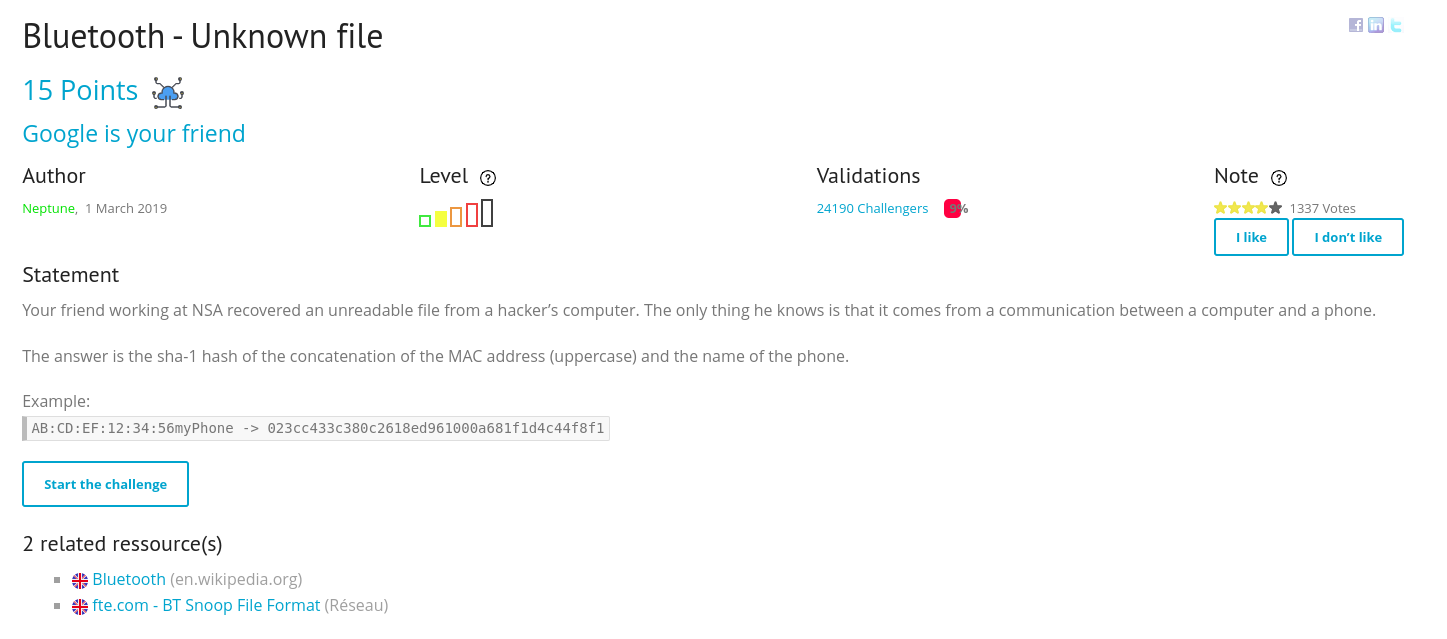 Bluetooth - Unknown file
15 Points
Google is your friend
Author
Level
Validations
Note
Neptune, 1 March 2019
24190 Challengers 9%
1337 Votes
I like
I don’t like
Statement
Your friend working at NSA recovered an unreadable file from a hacker’s computer. The only thing he knows is that it comes from a communication between a computer and a phone.
The answer is the sha-1 hash of the concatenation of the MAC address (uppercase) and the name of the phone.
Example:
AB:CD:EF:12:34:56myPhone -> 023cc433c380c2618ed961000a681f1d4c44f8f1
Start the challenge
2 related ressource(s)
Bluetooth (en.wikipedia.org)
fte.com - BT Snoop File Format (Réseau)